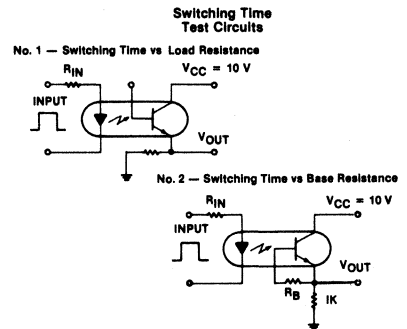 Switching Time
Test Circuits
No. 1 — Switching Time vs Load Resistance
RIN
VCC = 10 V
INPUT
VOUT
No. 2 — Switching Time vs Base Resistance
RIN
VCC = 10 V
INPUT
VOUT
RB
IK